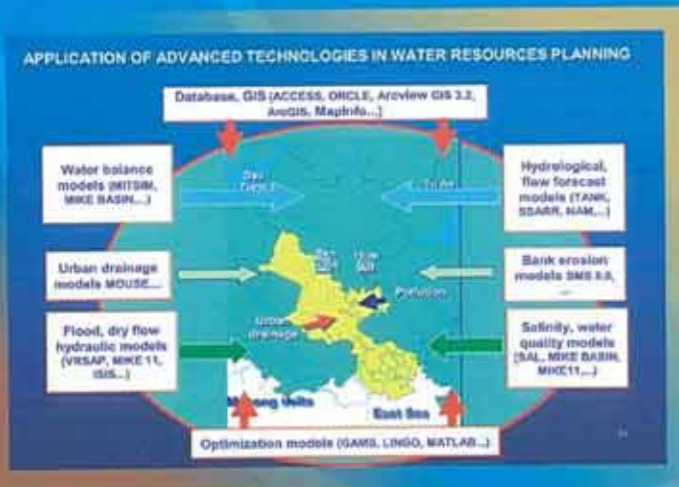 APPLICATION OF ADVANCED TECHNOLOGIES IN WATER RESOURCES PLANNING
Database, GIS (ACCESS, ORCLE, Arcview GIS 3.2,
ArcGIS, MapInfo...)
Water balance
models (MITSIM,
MIKE BASIN,...)
Hydrological,
flow forecast
models (TANK,
SSARR, NAM,...)
Urban drainage
models MOUSE...
Bank erosion
models SMS 8.0,
...
Pollution
Urban
drainage
Flood, dry flow
hydraulic models
(VRSAP, MIKE 11,
ISIS...)
Salinity, water
quality models
(SAL, MIKE BASIN,
MIKE11,...)
East Sea
Optimization models (GAMS, LINGO, MATLAB...)